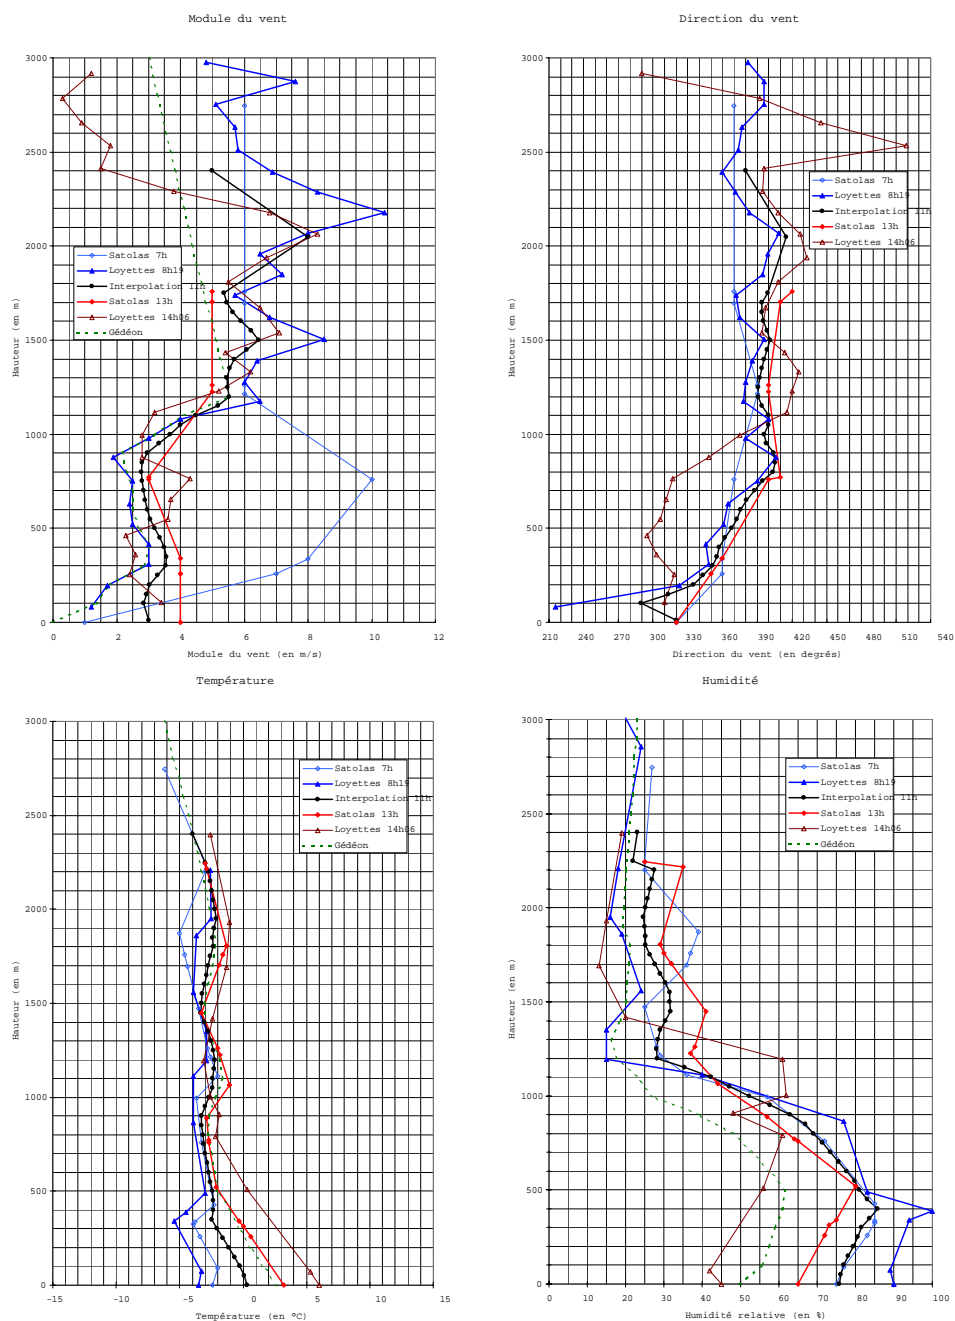 Module du vent
3000
2500
2000
1500
1000
500
0
Hauteur (en m)
Satolas 7h
Loyettes 8h19
Interpolation 11h
Satolas 13h
Loyettes 14h06
Gédéon
0 2 4 6 8 10 12
Module du vent (en m/s)
Direction du vent
3000
2500
2000
1500
1000
500
0
Hauteur (en m)
Satolas 7h
Loyettes 8h19
Interpolation 11h
Satolas 13h
Loyettes 14h06
210 240 270 300 330 360 390 420 450 480 510 540
Direction du vent (en degrés)
Température
3000
2500
2000
1500
1000
500
0
Hauteur (en m)
Satolas 7h
Loyettes 8h19
Interpolation 11h
Satolas 13h
Loyettes 14h06
Gédéon
-15 -10 -5 0 5 10 15
Température (en °C)
Humidité
3000
2500
2000
1500
1000
500
0
Hauteur (en m)
Satolas 7h
Loyettes 8h19
Interpolation 11h
Satolas 13h
Loyettes 14h06
Gédéon
0 10 20 30 40 50 60 70 80 90 100
Humidité relative (en %)